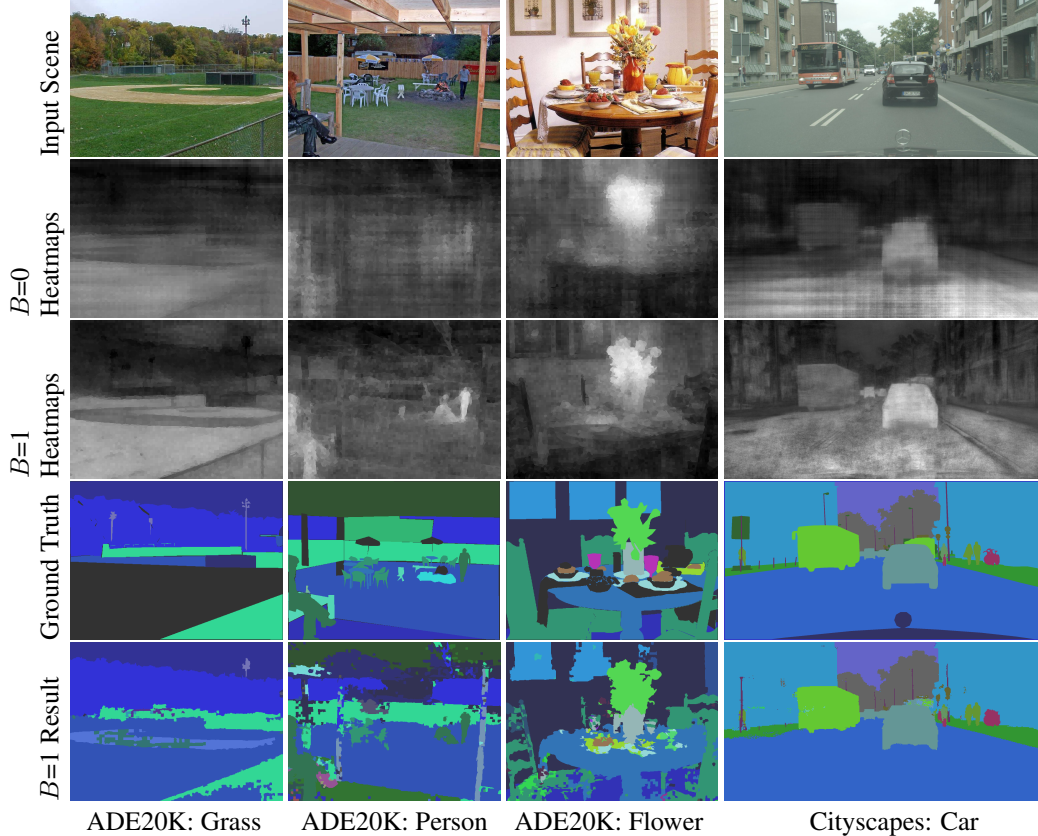 Input Scene
B=0
Heatmaps
B=1
Heatmaps
Ground Truth
B=1 Result
ADE20K: Grass
ADE20K: Person
ADE20K: Flower
Cityscapes: Car